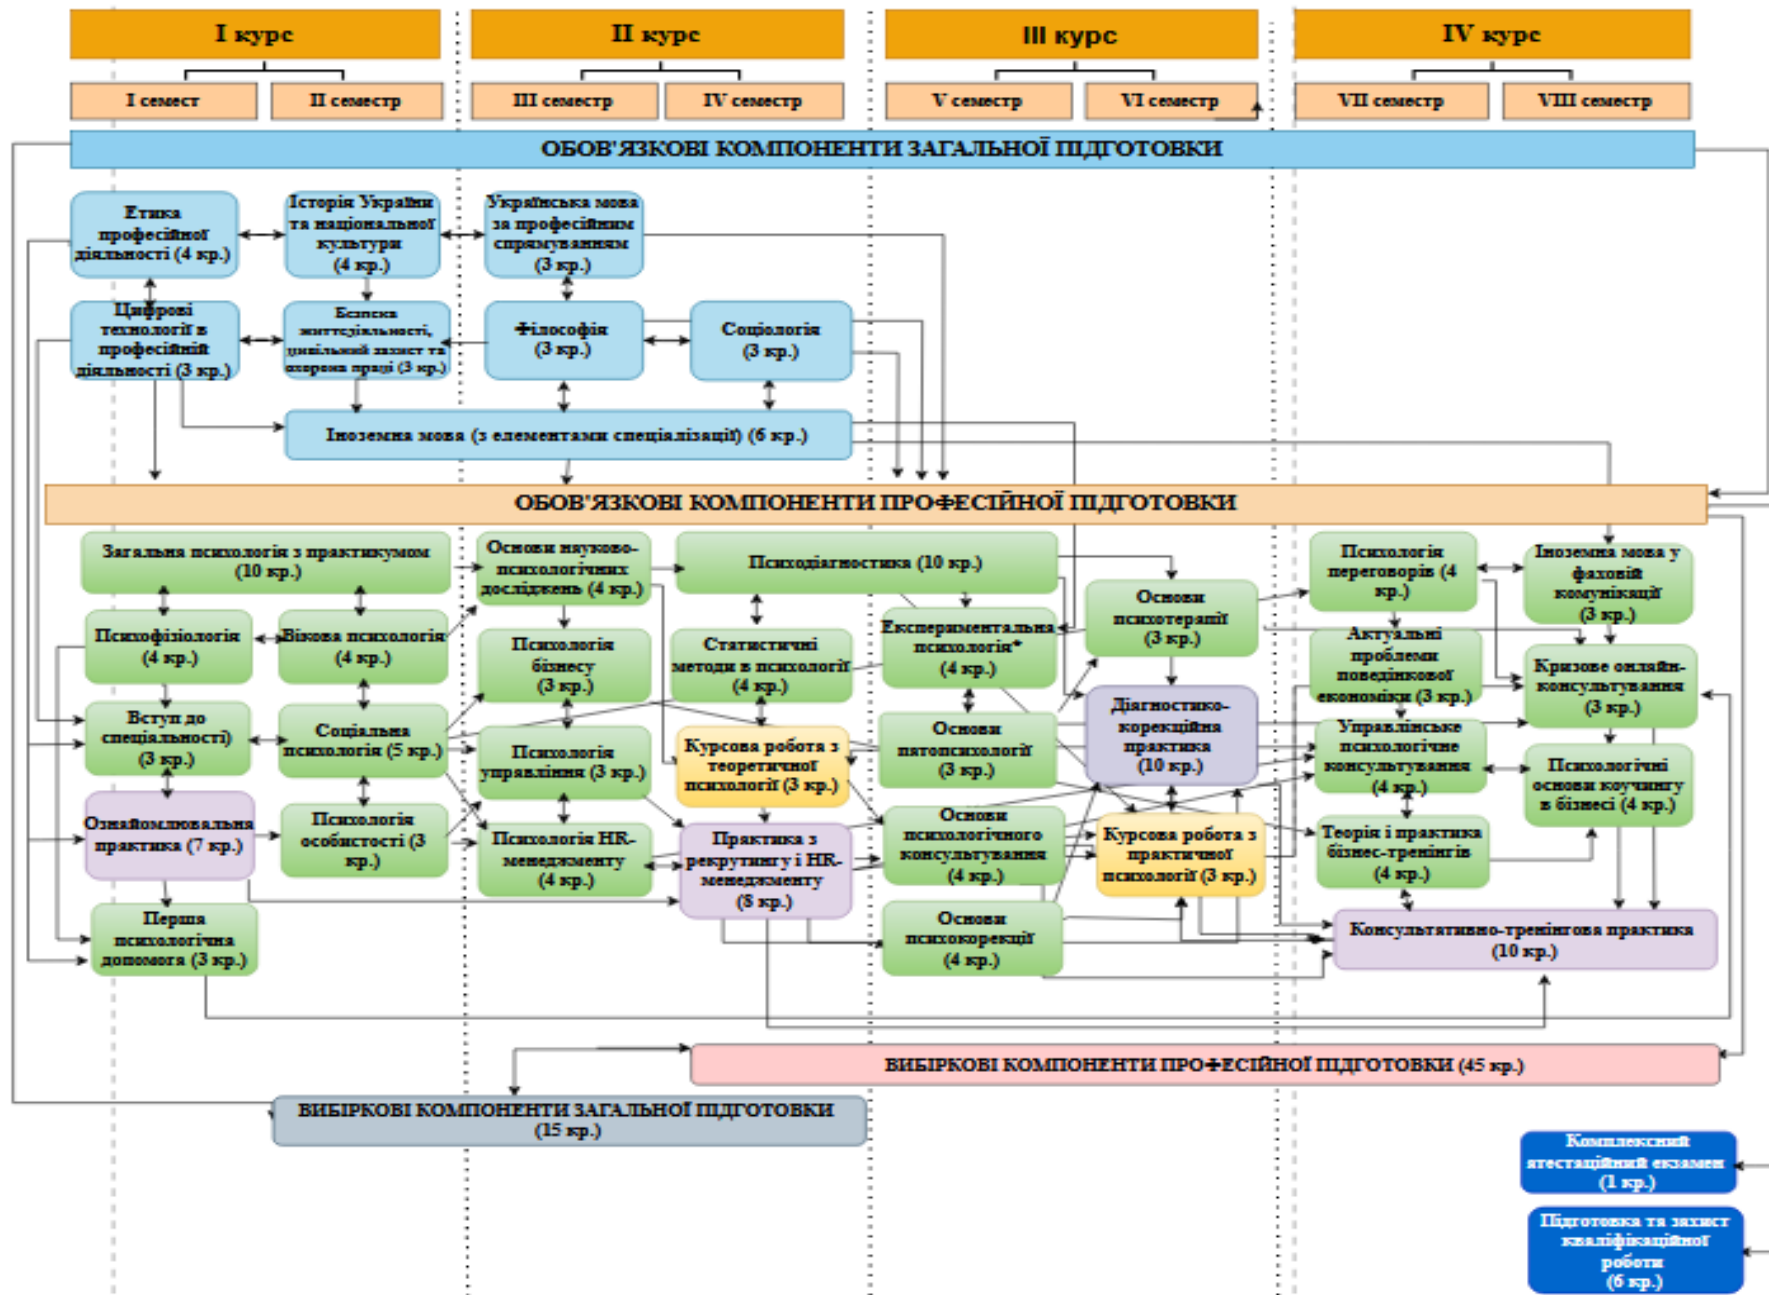 I курс
II курс
III курс
IV курс
I семест
II семестр
III семестр
IV семестр
V семестр
VI семестр
VII семестр
VIII семестр
ОБОВ'ЯЗКОВІ КОМПОНЕНТИ ЗАГАЛЬНОЇ ПІДГОТОВКИ
Етика
професійної
діяльності (4 кр.)
Історія України
та національної
культури
(4 кр.)
Українська мова
за професійним
спрямуванням
(3 кр.)
Цифрові
технології в
професійній
діяльності (3 кр.)
Безпека
життєдіяльності,
цивільний захист та
охорона праці (3 кр.)
Філософія
(3 кр.)
Соціологія
(3 кр.)
Іноземна мова (з елементами спеціалізації) (6 кр.)
ОБОВ'ЯЗКОВІ КОМПОНЕНТИ ПРОФЕСІЙНОЇ ПІДГОТОВКИ
Загальна психологія з практикумом
(10 кр.)
Основи науково-
психологічних
досліджень (4 кр.)
Психодіагностика (10 кр.)
Основи
психотерапії
(3 кр.)
Психологія
переговорів (4
кр.)
Іноземна мова у
фаховій
комунікації
(3 кр.)
Психофізіологія
(4 кр.)
Вікова психологія
(4 кр.)
Психологія
бізнесу
(3 кр.)
Статистичні
методи в психології
(4 кр.)
Експериментальна
психологія*
(4 кр.)
Актуальні
проблеми
поведінкової
економіки (3 кр.)
Кризове онлайн-
консультування
(3 кр.)
Вступ до
спеціальності)
(3 кр.)
Соціальна
психологія (5 кр.)
Психологія
управління (3 кр.)
Курсова робота з
теоретичної
психології (3 кр.)
Основи
патопсихології
(3 кр.)
Діагностико-
корекційна
практика
(10 кр.)
Управлінське
психологічне
консультування
(4 кр.)
Психологічні
основи коучингу
в бізнесі (4 кр.)
Ознайомлювальна
практика (7 кр.)
Психологія
особистості (3
кр.)
Психологія HR-
менеджменту
(4 кр.)
Практика з
рекрутингу і HR-
менеджменту
(8 кр.)
Основи
психологічного
консультування
(4 кр.)
Курсова робота з
практичної
психології (3 кр.)
Теорія і практика
бізнес-тренінгів
(4 кр.)
Перша
психологічна
допомога (3 кр.)
Основи
психокорекції
(4 кр.)
Консультативно-тренінгова практика
(10 кр.)
ВИБІРКОВІ КОМПОНЕНТИ ПРОФЕСІЙНОЇ ПІДГОТОВКИ (45 кр.)
ВИБІРКОВІ КОМПОНЕНТИ ЗАГАЛЬНОЇ ПІДГОТОВКИ
(15 кр.)
Комплексний
атестаційний екзамен
(1 кр.)
Підготовка та захист
кваліфікаційної
роботи
(6 кр.)